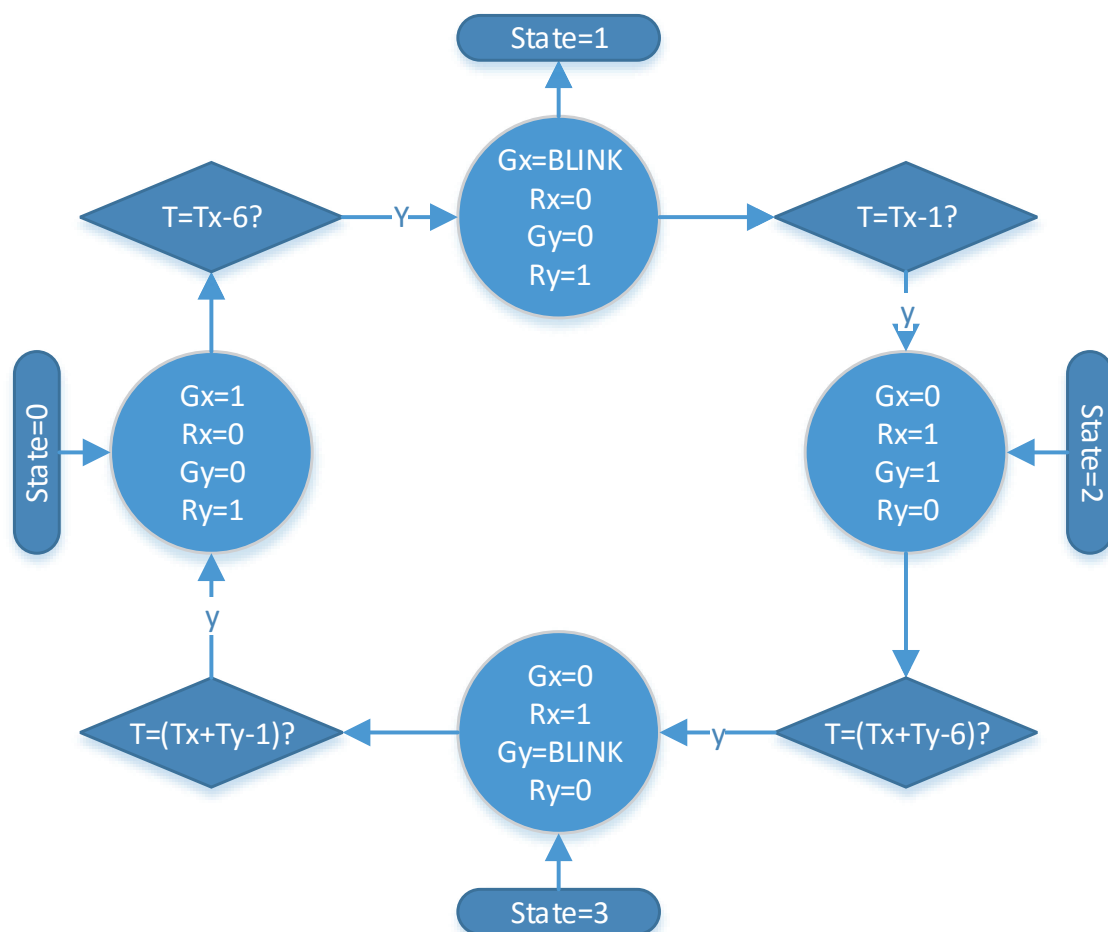 State=1
Gx=BLINK
Rx=0
Gy=0
Ry=1
T=Tx-6?
Y
T=Tx-1?
y
State=0
Gx=1
Rx=0
Gy=0
Ry=1
Gx=0
Rx=1
Gy=1
Ry=0
State=2
y
Gx=0
Rx=1
Gy=BLINK
Ry=0
T=(Tx+Ty-1)?
y
T=(Tx+Ty-6)?
State=3